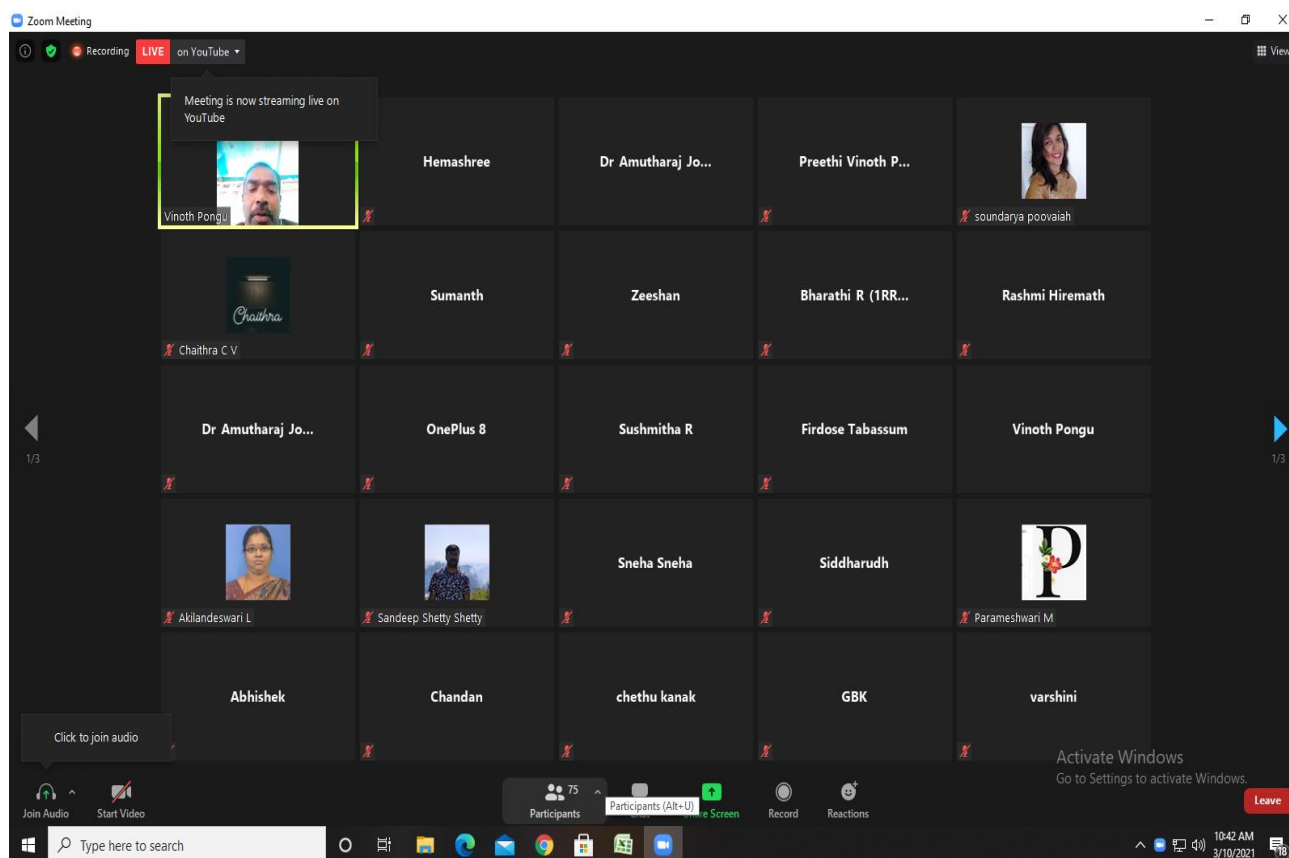 Zoom Meeting
Recording LIVE on YouTube View
Meeting is now streaming live on
YouTube
Hemashree Dr Amutharaj Jo... Preethi Vinoth P...
Vinoth Pongu soundarya poovaiah
Chaithra
Sumanth Zeeshan Bharathi R (1RR... Rashmi Hiremath
Chaithra C V
Dr Amutharaj Jo... OnePlus 8 Sushmitha R Firdose Tabassum Vinoth Pongu
1/3 1/3
P
Sneha Sneha Siddharudh
Akilandeswari L Sandeep Shetty Shetty Parameshwari M
Abhishek Chandan chethu kanak GBK varshini
Click to join audio
Activate Windows
Go to Settings to activate Windows.
75
Participants (Alt+U)
Join Audio Start Video Participants Share Screen Record Reactions Leave
Type here to search
10:42 AM
3/10/2021
18